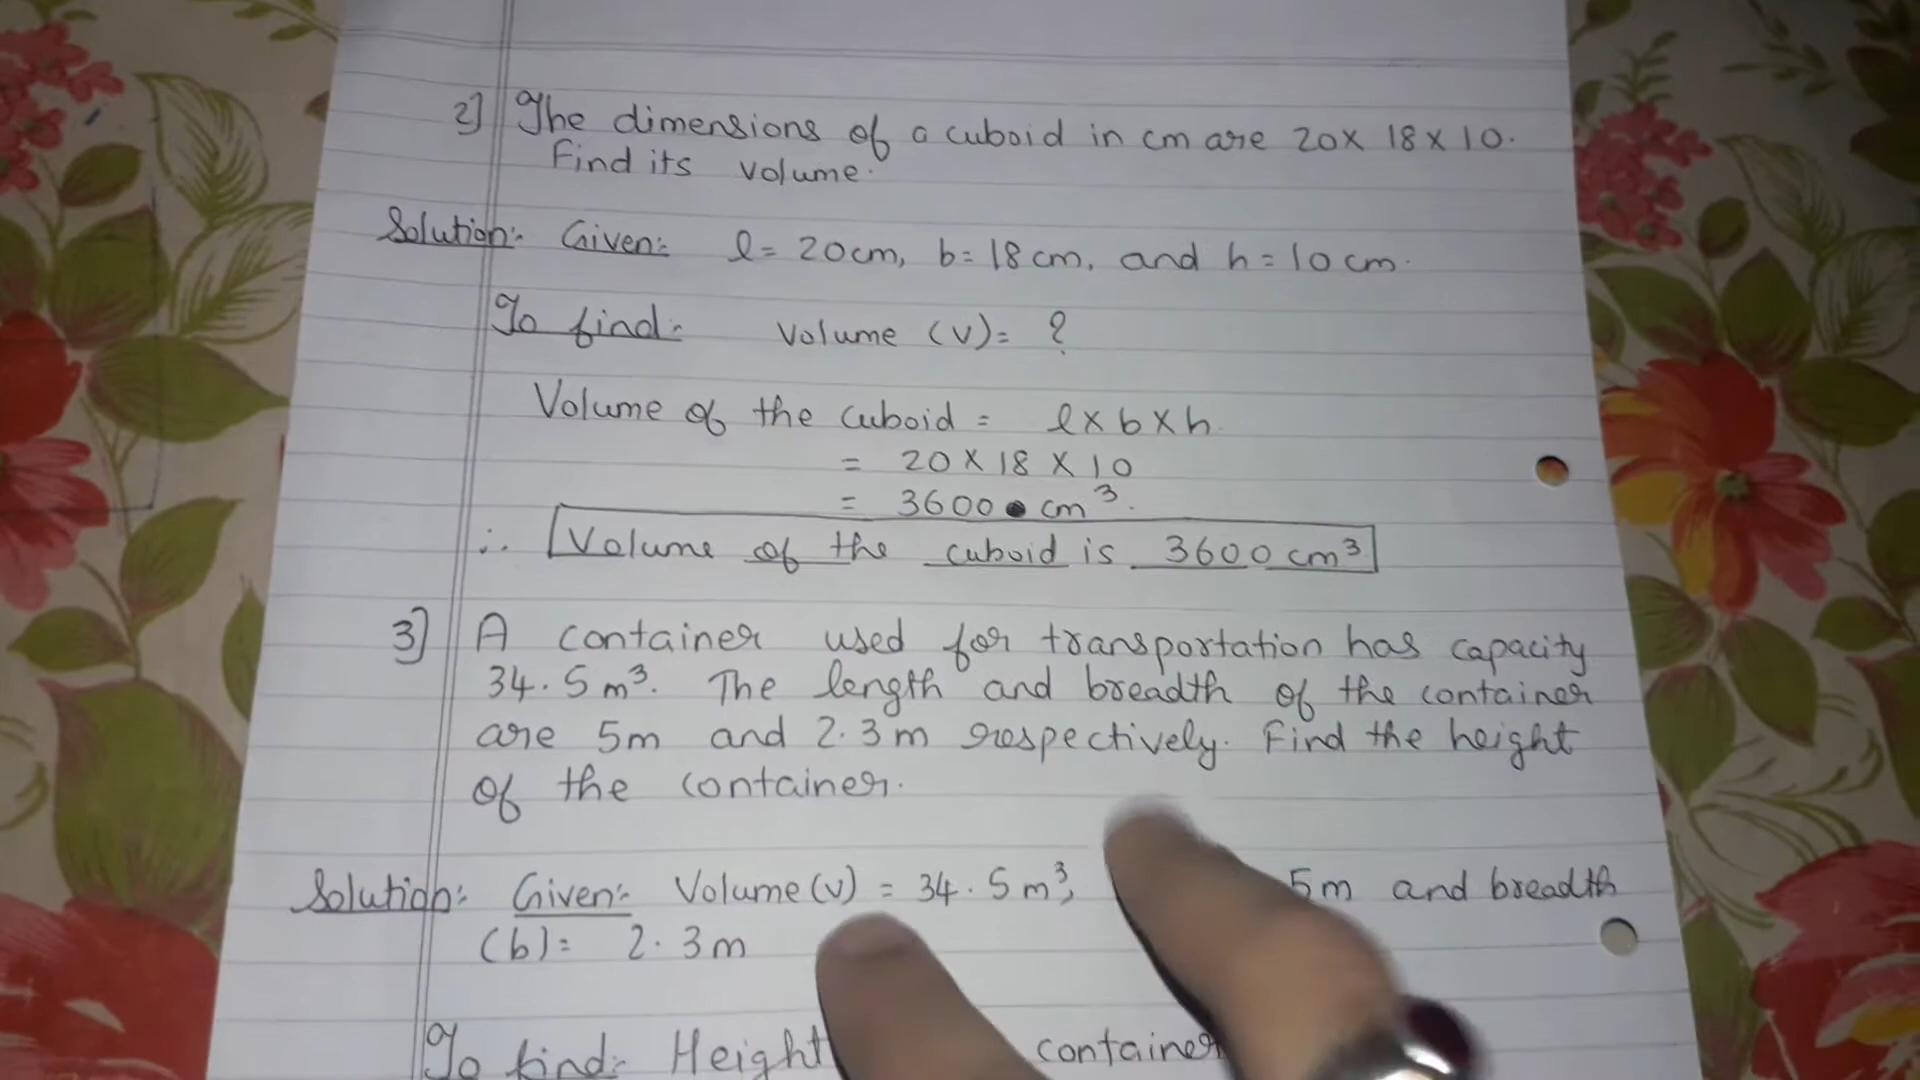 2] The dimensions of a cuboid in cm are 20 x 18 x 10.
Find its volume.
Solution:- Given:- l = 20cm, b = 18cm, and h = 10 cm.
To find:- Volume (V) = ?
Volume of the cuboid = l x b x h
= 20 x 18 x 10
= 3600 cm³.
∴ Volume of the cuboid is 3600 cm³
3] A container used for transportation has capacity
34.5 m³. The length and breadth of the container
are 5m and 2.3 m respectively. Find the height
of the container.
Solution:- Given:- Volume (v) = 34.5 m³, 5m and breadth
(b) = 2.3m
To find:- Height container